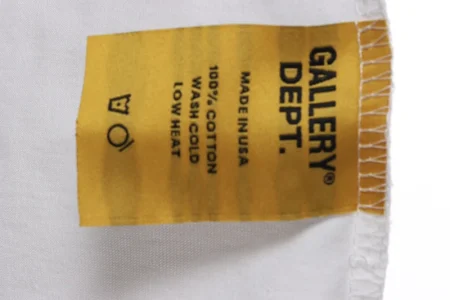 GALLERY
DEPT.®
MADE IN USA
100% COTTON
WASH COLD
LOW HEAT